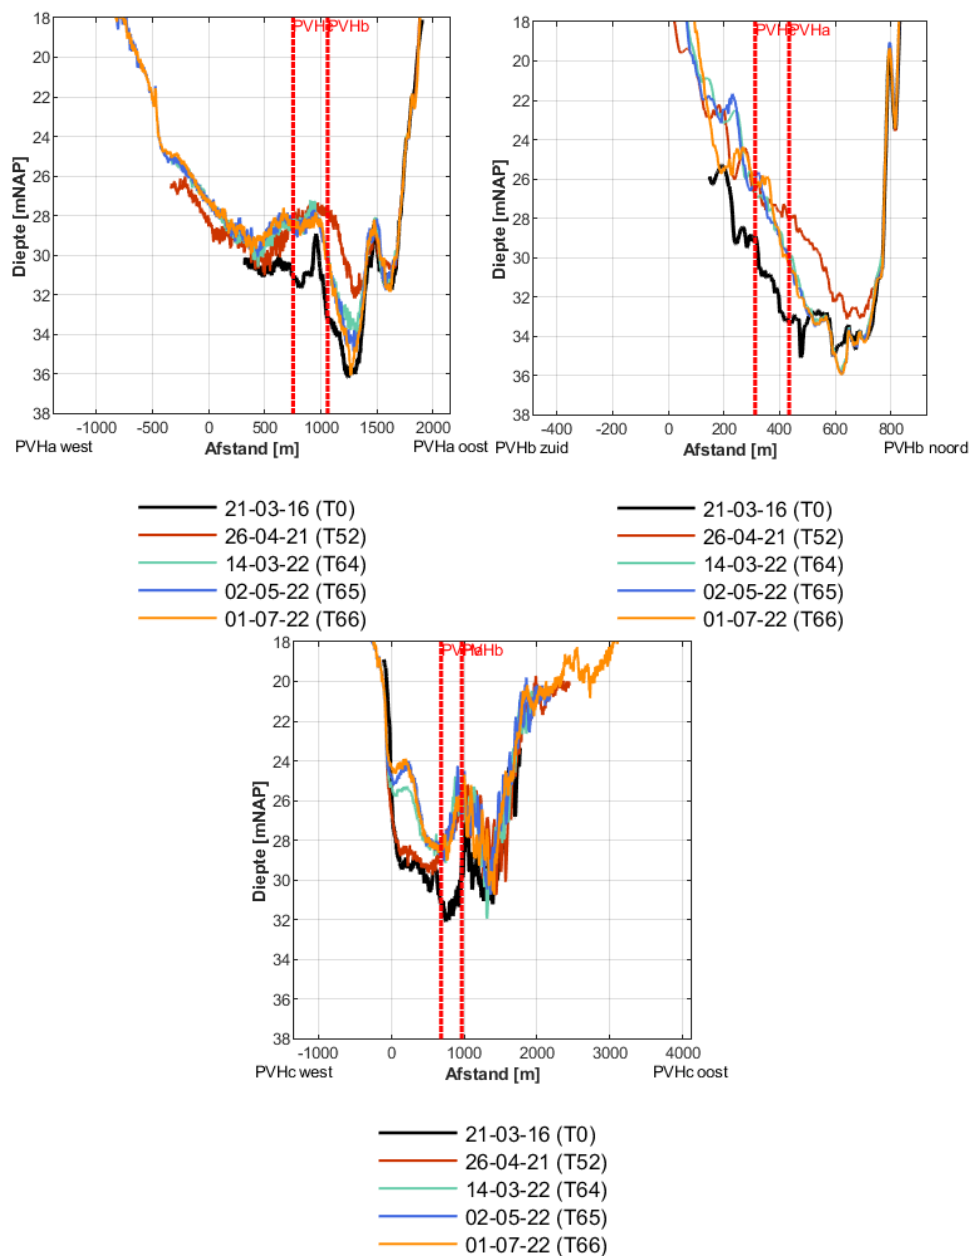 18
20
22
24
26
28
30
32
34
36
38
Diepte [mNAP]
PVHc PVHb
-1000 -500 0 500 1000 1500 2000
PVHa west Afstand [m] PVHa oost
18
20
22
24
26
28
30
32
34
36
38
Diepte [mNAP]
PVHa
-400 -200 0 200 400 600 800
PVHb zuid Afstand [m] PVHb noord
21-03-16 (T0)
26-04-21 (T52)
14-03-22 (T64)
02-05-22 (T65)
01-07-22 (T66)
21-03-16 (T0)
26-04-21 (T52)
14-03-22 (T64)
02-05-22 (T65)
01-07-22 (T66)
18
20
22
24
26
28
30
32
34
36
38
Diepte [mNAP]
PVHb
-1000 0 1000 2000 3000 4000
PVHc west Afstand [m] PVHc oost
21-03-16 (T0)
26-04-21 (T52)
14-03-22 (T64)
02-05-22 (T65)
01-07-22 (T66)